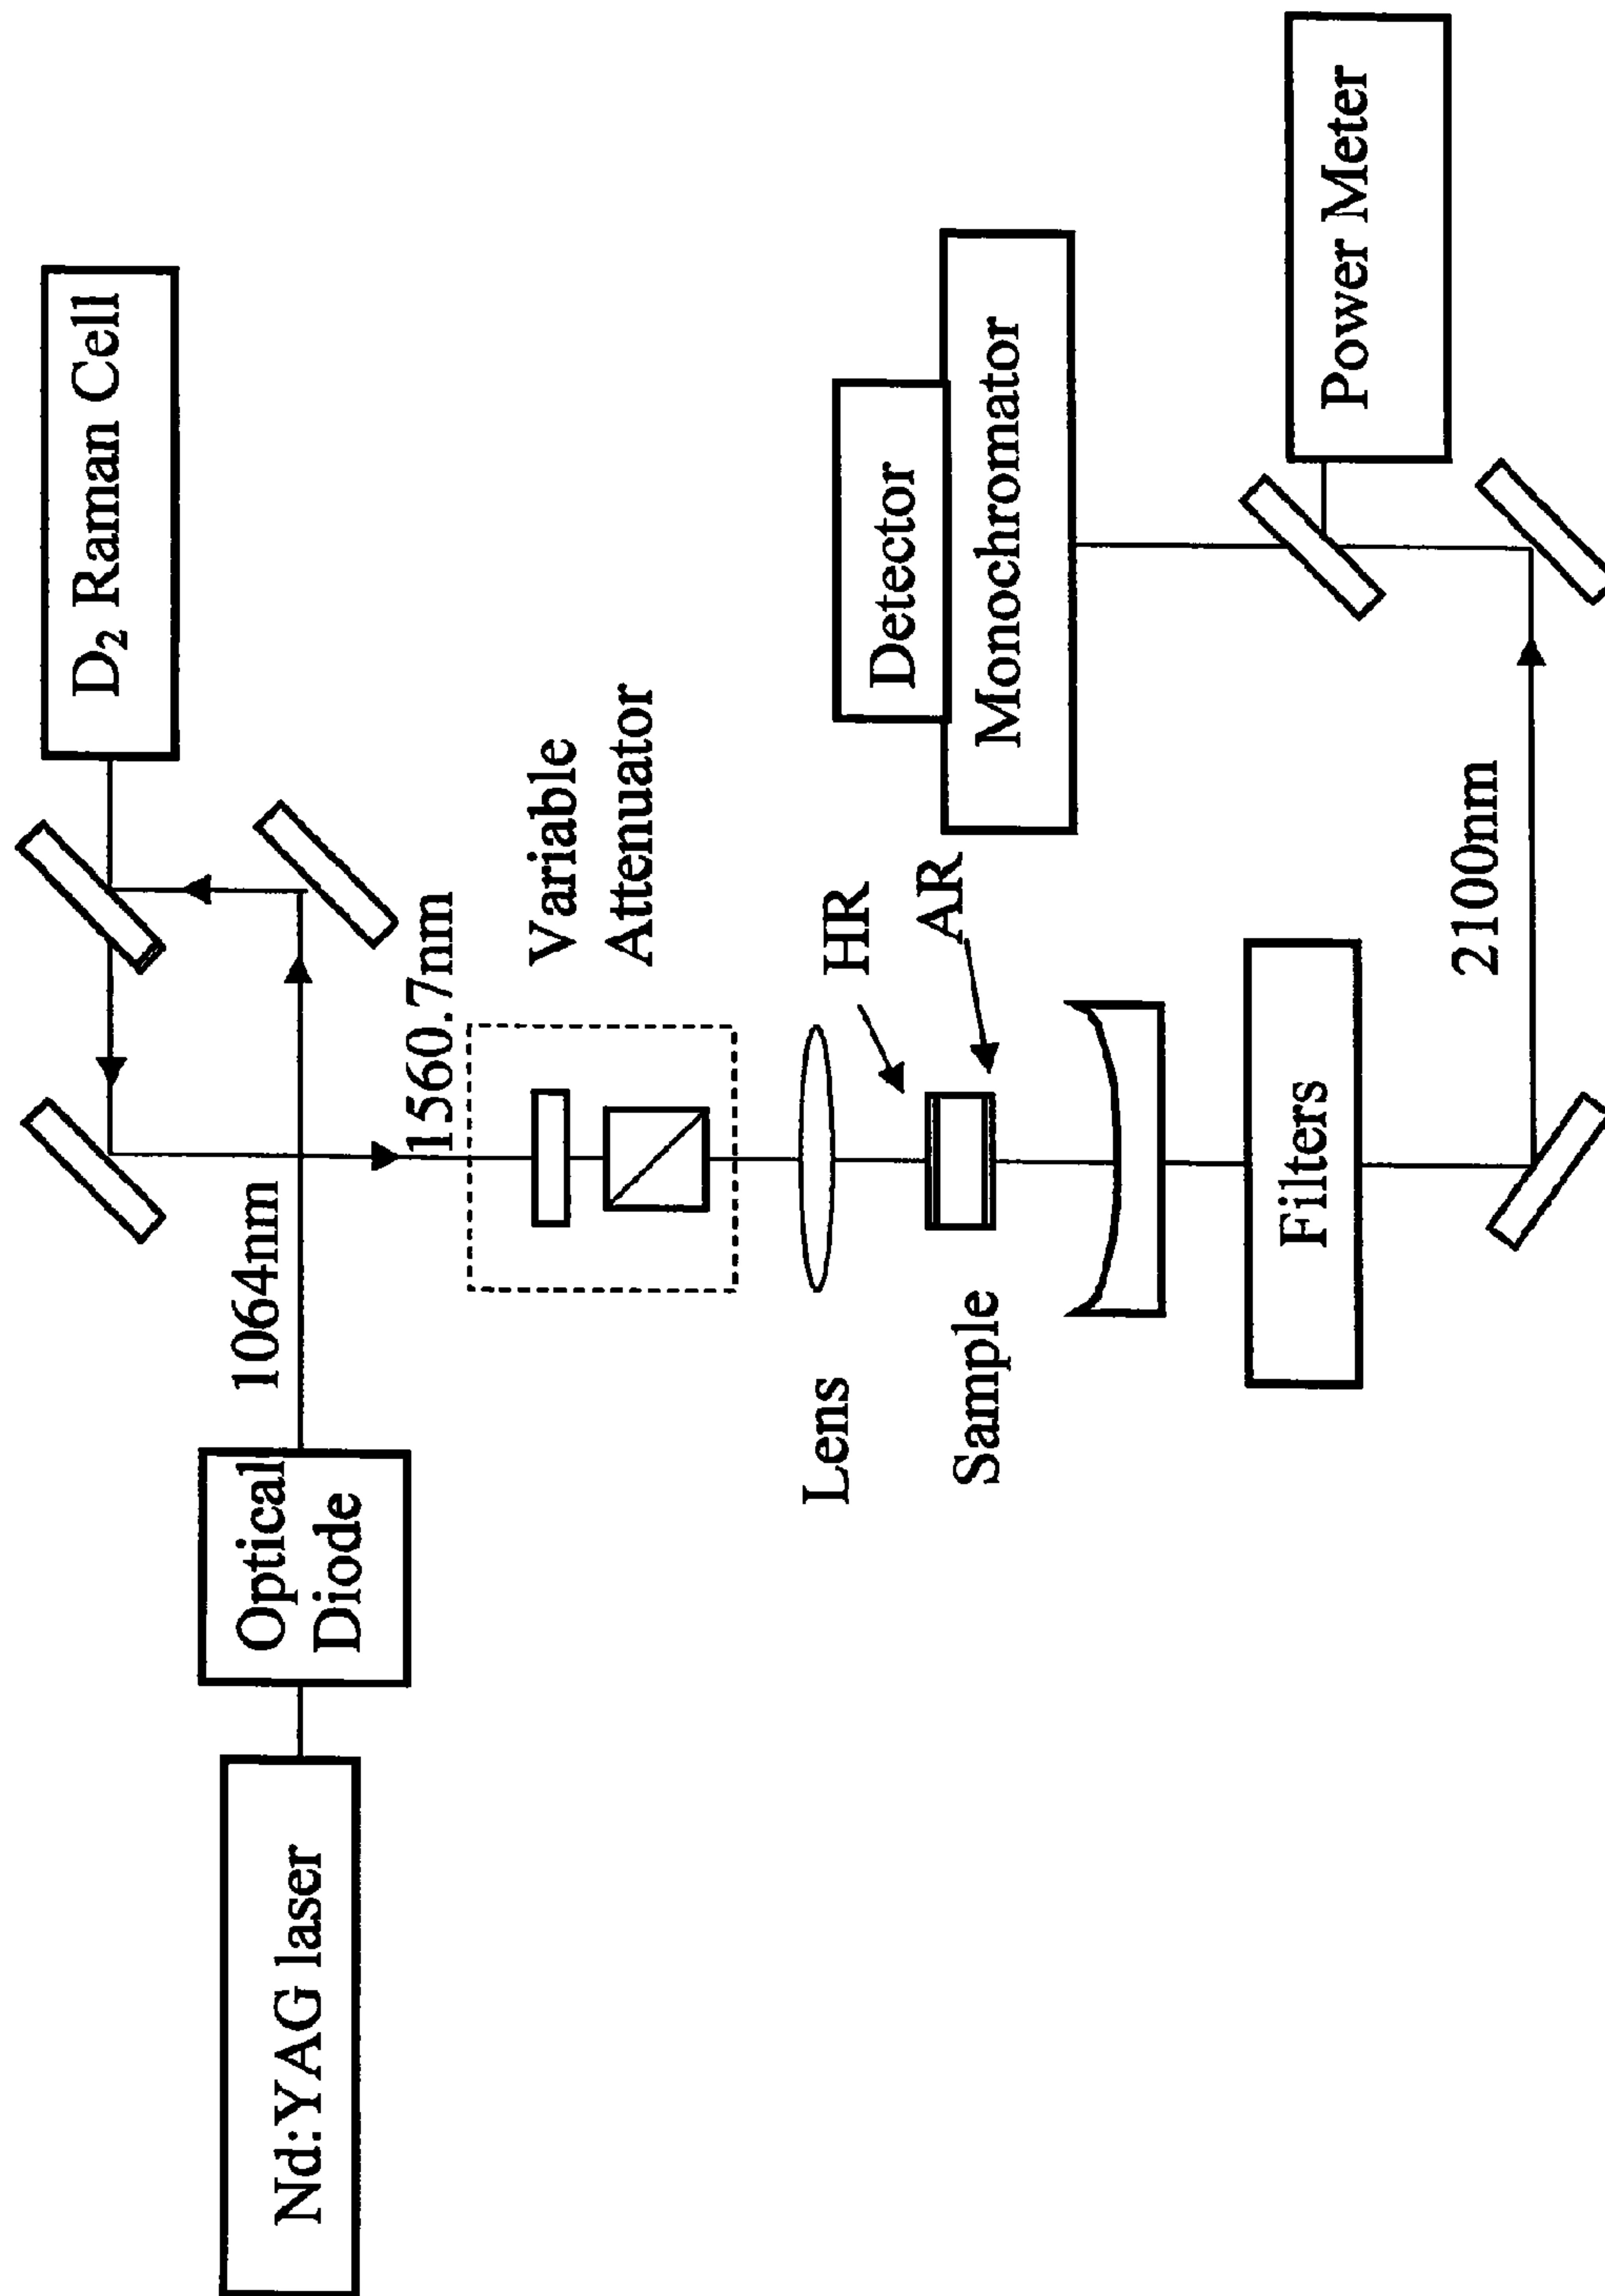 Nd:YAG laser
Optical
Diode
1064nm
D₂ Raman Cell
1560.7nm
Variable
Attenuator
Lens
HR
AR
Sample
Detector
Monochromator
Filters
2100nm
Power Meter